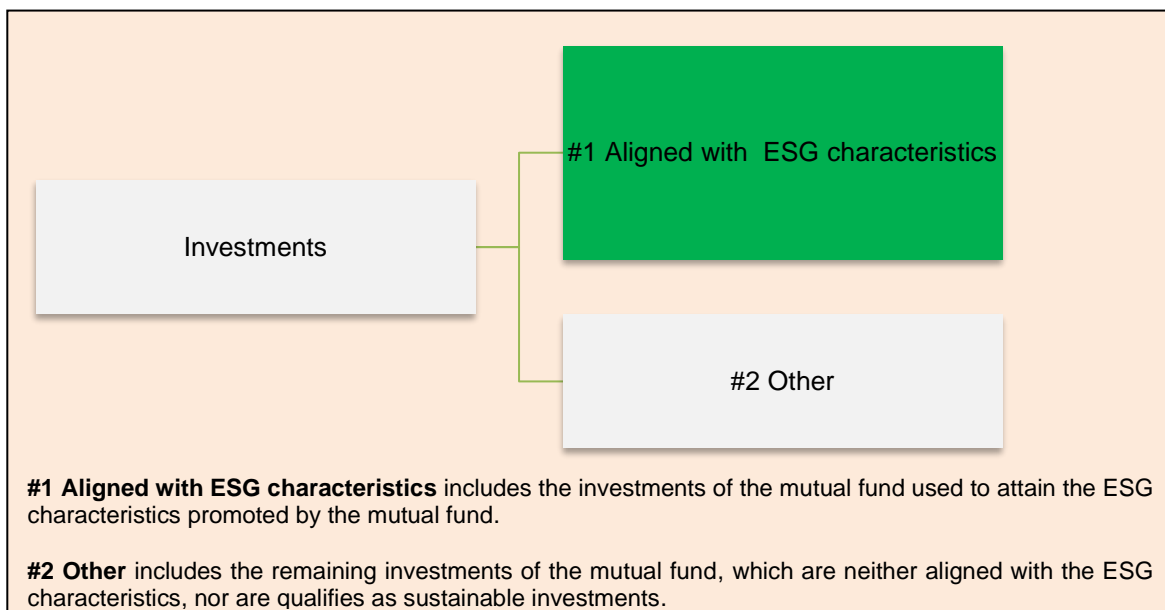 #1 Aligned with  ESG characteristics
Investments
#2 Other
#1 Aligned with ESG characteristics includes the investments of the mutual fund used to attain the ESG
characteristics promoted by the mutual fund.
#2 Other includes the remaining investments of the mutual fund, which are neither aligned with the ESG
characteristics, nor are qualifies as sustainable investments.